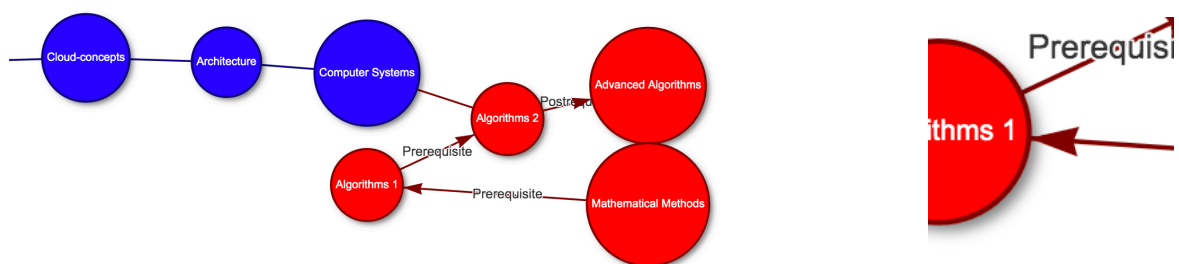 Cloud-concepts
Architecture
Computer Systems
Advanced Algorithms
Algorithms 2
Prerequisite
Algorithms 1
Prerequisite
Mathematical Methods
Prerequisi
ithms 1